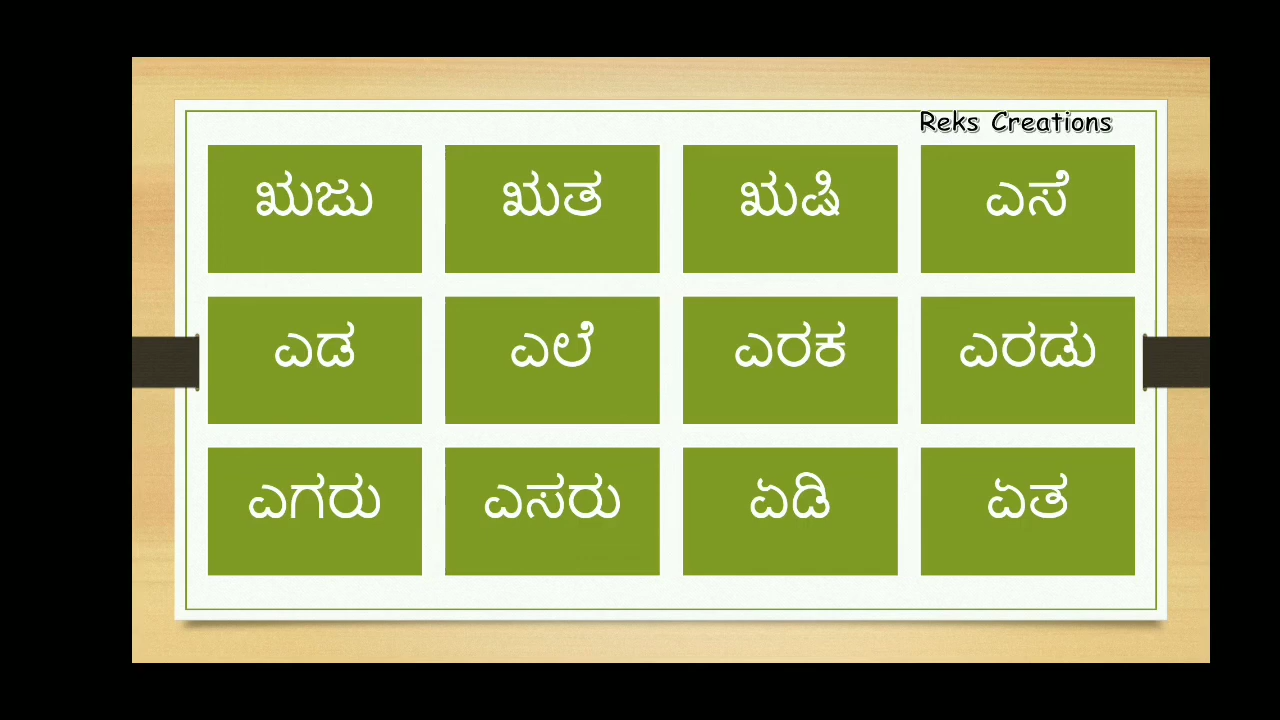 Reks Creations
ಋಜು ಋತ ಋಷಿ ಎಸೆ
ಎಡ ಎಲೆ ಎರಕ ಎರಡು
ಎಗರು ಎಸರು ಏಡಿ ಏತ